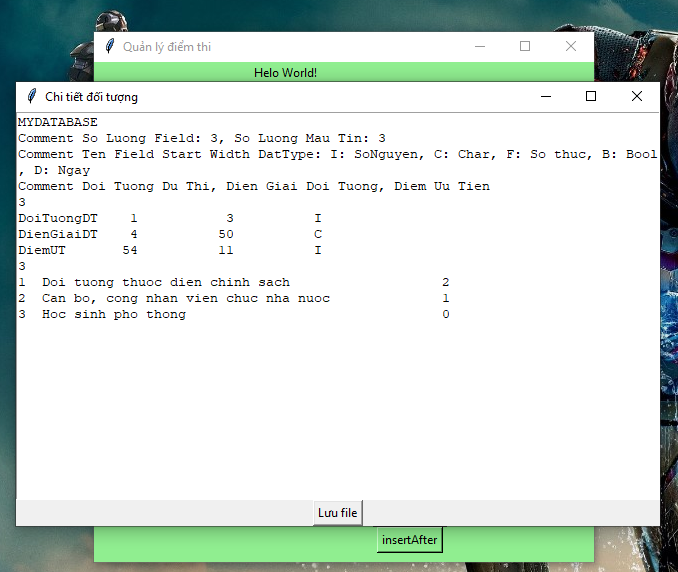 Quản lý điểm thi
Helo World!
Chi tiết đối tượng
MYDATABASE
Comment So Luong Field: 3, So Luong Mau Tin: 3
Comment Ten Field Start Width DatType: I: SoNguyen, C: Char, F: So thuc, B: Bool
, D: Ngay
Comment Doi Tuong Du Thi, Dien Giai Doi Tuong, Diem Uu Tien
3
DoiTuongDT    1           3          I
DienGiaiDT    4          50          C
DiemUT       54          11          I
3
1  Doi tuong thuoc dien chinh sach                   2
2  Can bo, cong nhan vien chuc nha nuoc              1
3  Hoc sinh pho thong                                0
Lưu file
insertAfter